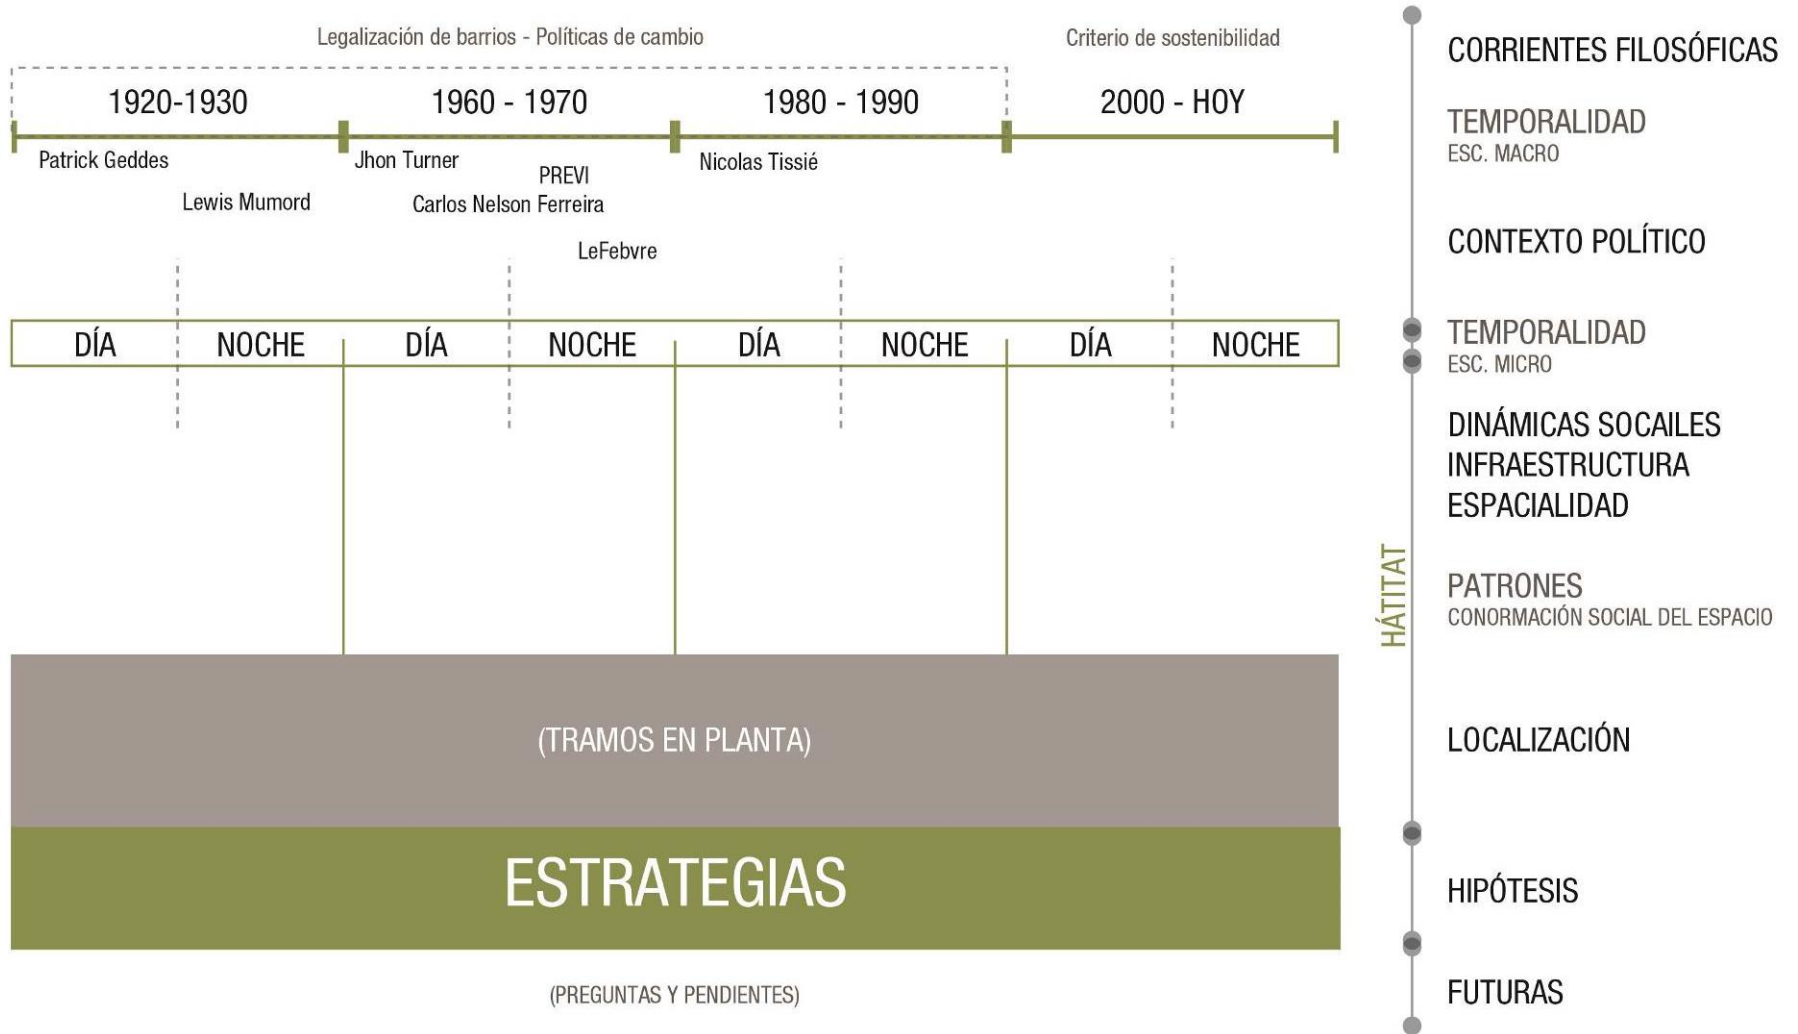 Legalización de barrios - Políticas de cambio
Criterio de sostenibilidad
1920-1930
1960 - 1970
1980 - 1990
2000 - HOY
Patrick Geddes
Lewis Mumord
Jhon Turner
PREVI
Carlos Nelson Ferreira
LeFebvre
Nicolas Tissié
DÍA
NOCHE
DÍA
NOCHE
DÍA
NOCHE
DÍA
NOCHE
(TRAMOS EN PLANTA)
ESTRATEGIAS
(PREGUNTAS Y PENDIENTES)
CORRIENTES FILOSÓFICAS
TEMPORALIDAD
ESC. MACRO
CONTEXTO POLÍTICO
TEMPORALIDAD
ESC. MICRO
DINÁMICAS SOCAILES
INFRAESTRUCTURA
ESPACIALIDAD
HÁTITAT
PATRONES
CONORMACIÓN SOCIAL DEL ESPACIO
LOCALIZACIÓN
HIPÓTESIS
FUTURAS